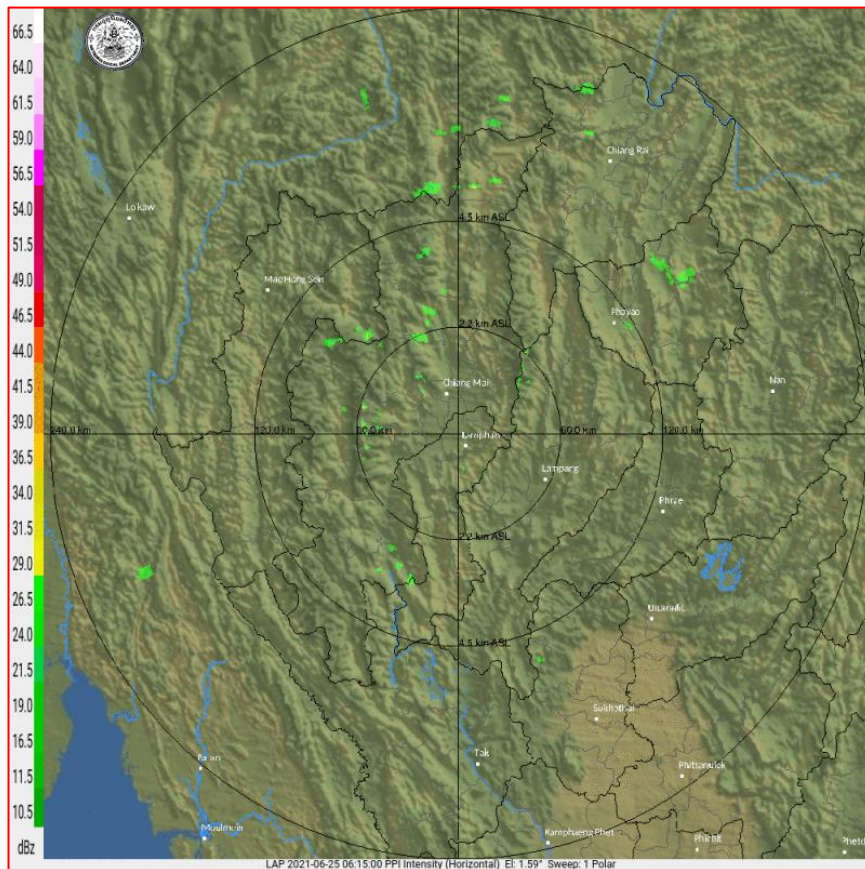 66.5
64.0
61.5
59.0
56.5
54.0
51.5
49.0
46.5
44.0
41.5
39.0
36.5
34.0
31.5
29.0
26.5
24.0
21.5
19.0
16.5
14.0
11.5
10.5
dBz
Chiang Rai
Loikaw
4.5 km ASL
Mae Hong Son
Phayao
2.2 km ASL
Chiang Mai
Nan
240.0 km
120.0 km
60.0 km
120.0 km
Lamphun
Lampang
Phrae
2.2 km ASL
Uttaradit
4.5 km ASL
Sukhothai
Tak
Pa'an
Phitsanulok
Moulmein
Kamphaeng Phet
Phichit
LAP 2021-06-25 06:15:00 PPI Intensity (Horizontal) El: 1.59° Sweep: 1 Polar